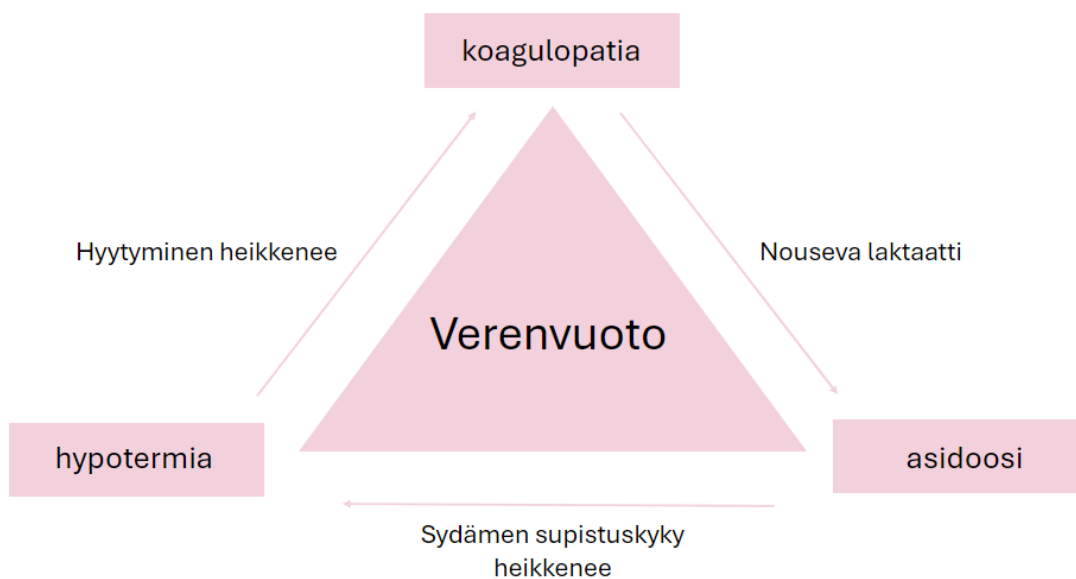 koagulopatia
Hyytyminen heikkenee
Nouseva laktaatti
Verenvuoto
hypotermia
asidoosi
Sydämen supistuskyky
heikkenee